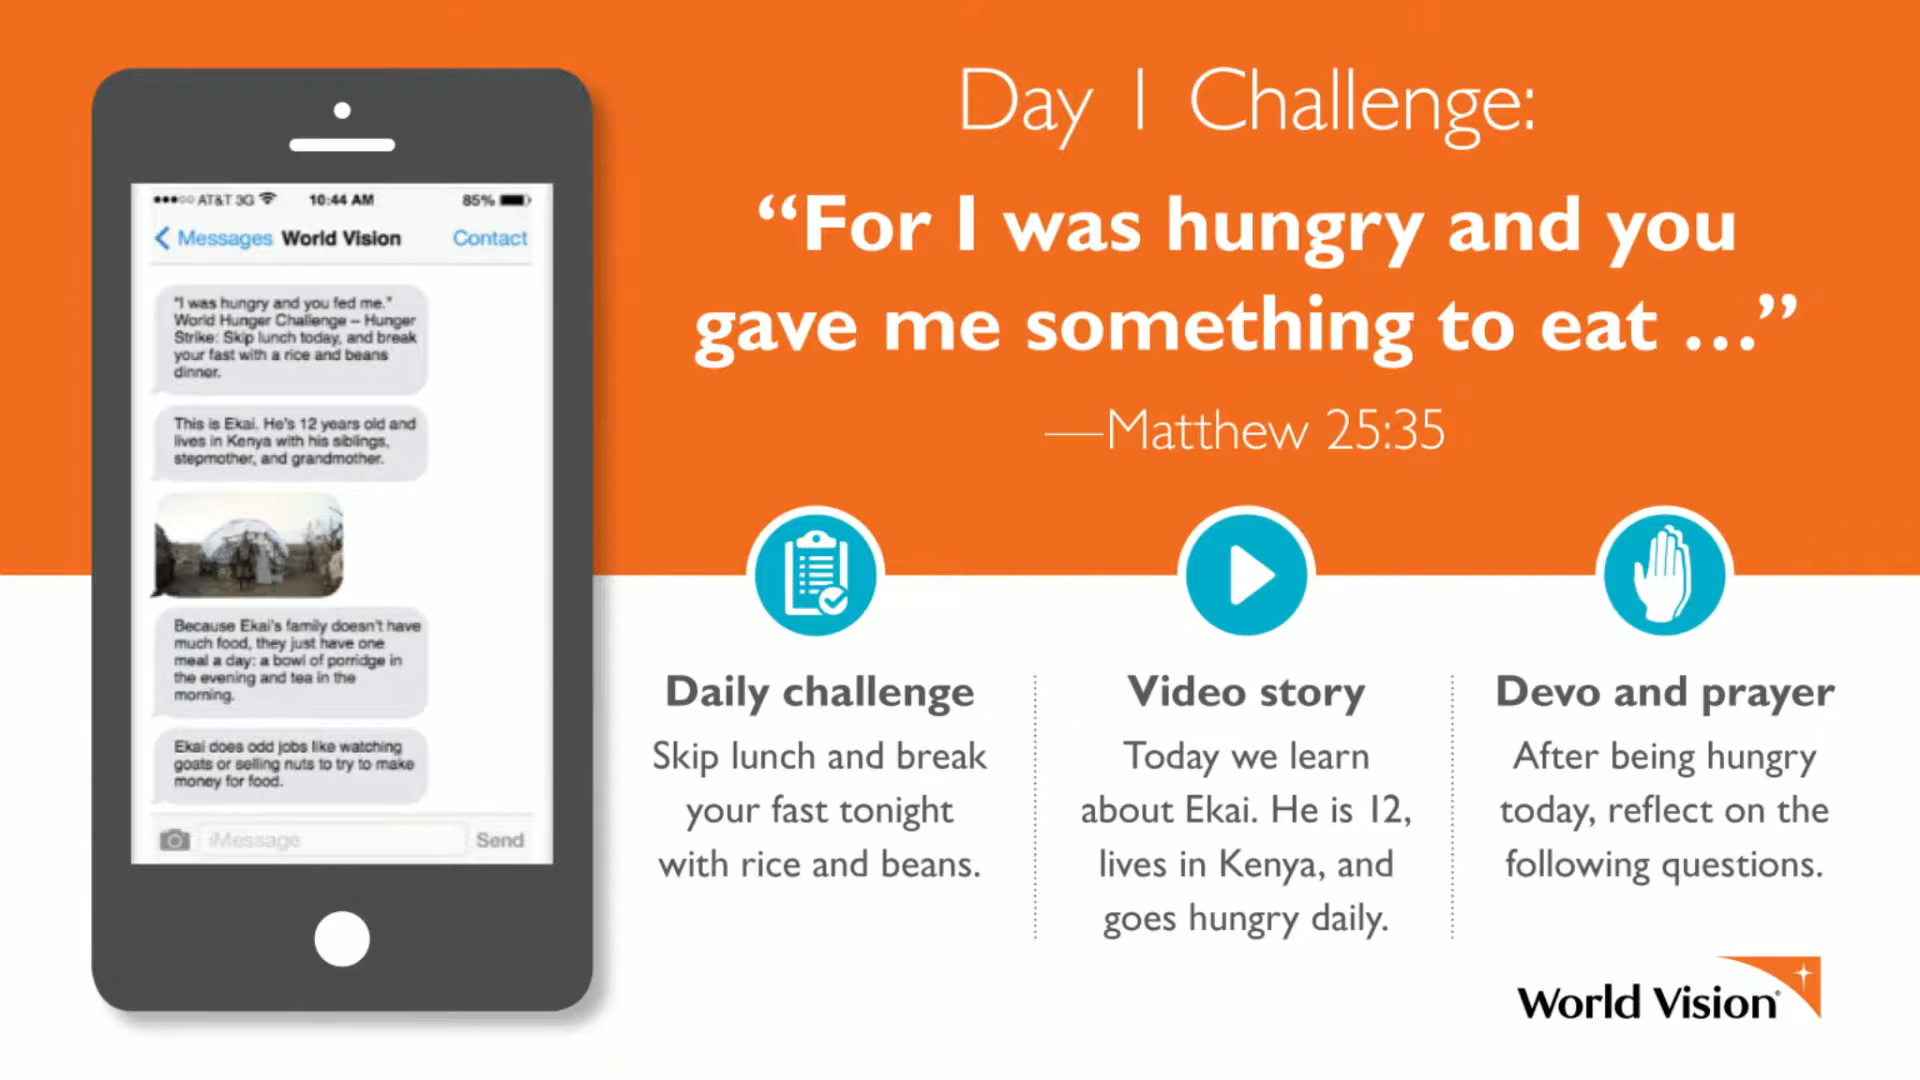 AT&T 3G 10:44 AM 85%
Messages World Vision Contact
"I was hungry and you fed me."
World Hunger Challenge – Hunger
Strike: Skip lunch today, and break
your fast with a rice and beans
dinner.
This is Ekai. He's 12 years old and
lives in Kenya with his siblings,
stepmother, and grandmother.
Because Ekai's family doesn't have
much food, they just have one
meal a day: a bowl of porridge in
the evening and tea in the
morning.
Ekai does odd jobs like watching
goats or selling nuts to try to make
money for food.
iMessage Send
Day 1 Challenge:
“For I was hungry and you
gave me something to eat ...”
—Matthew 25:35
Daily challenge
Skip lunch and break
your fast tonight
with rice and beans.
Video story
Today we learn
about Ekai. He is 12,
lives in Kenya, and
goes hungry daily.
Devo and prayer
After being hungry
today, reflect on the
following questions.
World Vision